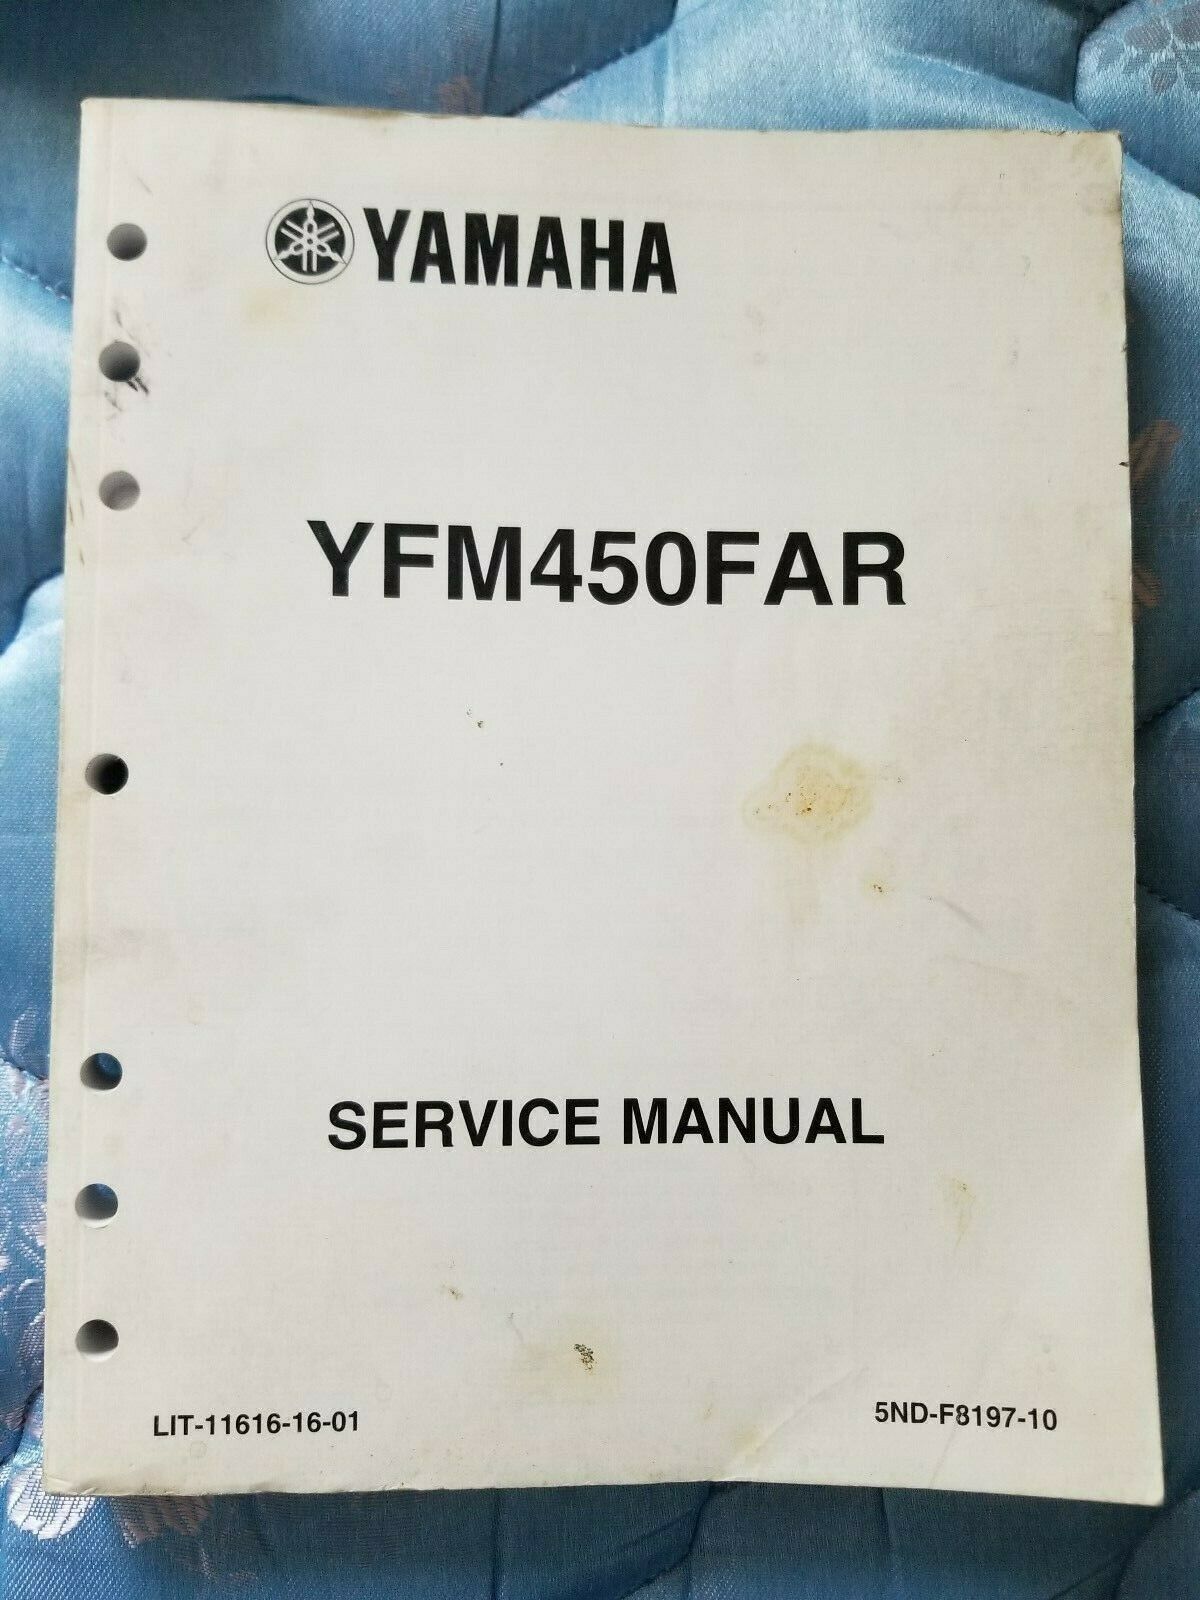 YAMAHA
YFM450FAR
SERVICE MANUAL
LIT-11616-16-01
5ND-F8197-10